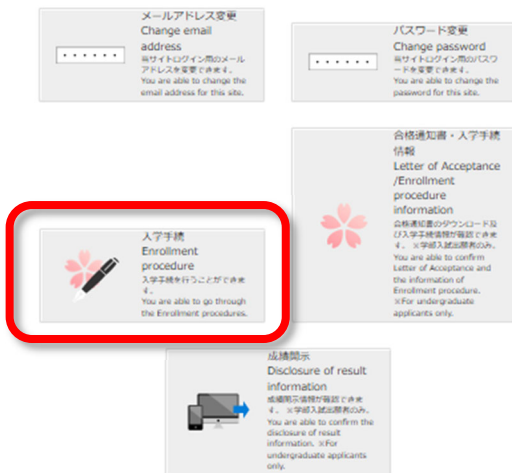 メールアドレス変更
Change email
address
当サイトログイン用のメール
アドレスを変更できます。
You are able to change the
email address for this site.
パスワード変更
Change password
当サイトログイン用のパスワ
ードを変更できます。
You are able to change the
password for this site.
合格通知書・入学手続
情報
Letter of Acceptance
/Enrollment
procedure
information
合格通知書のダウンロード及
び入学手続情報が確認できま
す。 ※学部入試出願者のみ。
You are able to confirm
Letter of Acceptance and
the information of
Enrollment procedure.
※For undergraduate
applicants only.
入学手続
Enrollment
procedure
入学手続を行うことができま
す。
You are able to go through
the Enrollment procedures.
成績開示
Disclosure of result
information
成績開示情報が確認できま
す。 ※学部入試出願者のみ。
You are able to confirm the
disclosure of result
information. ※For
undergraduate applicants
only.